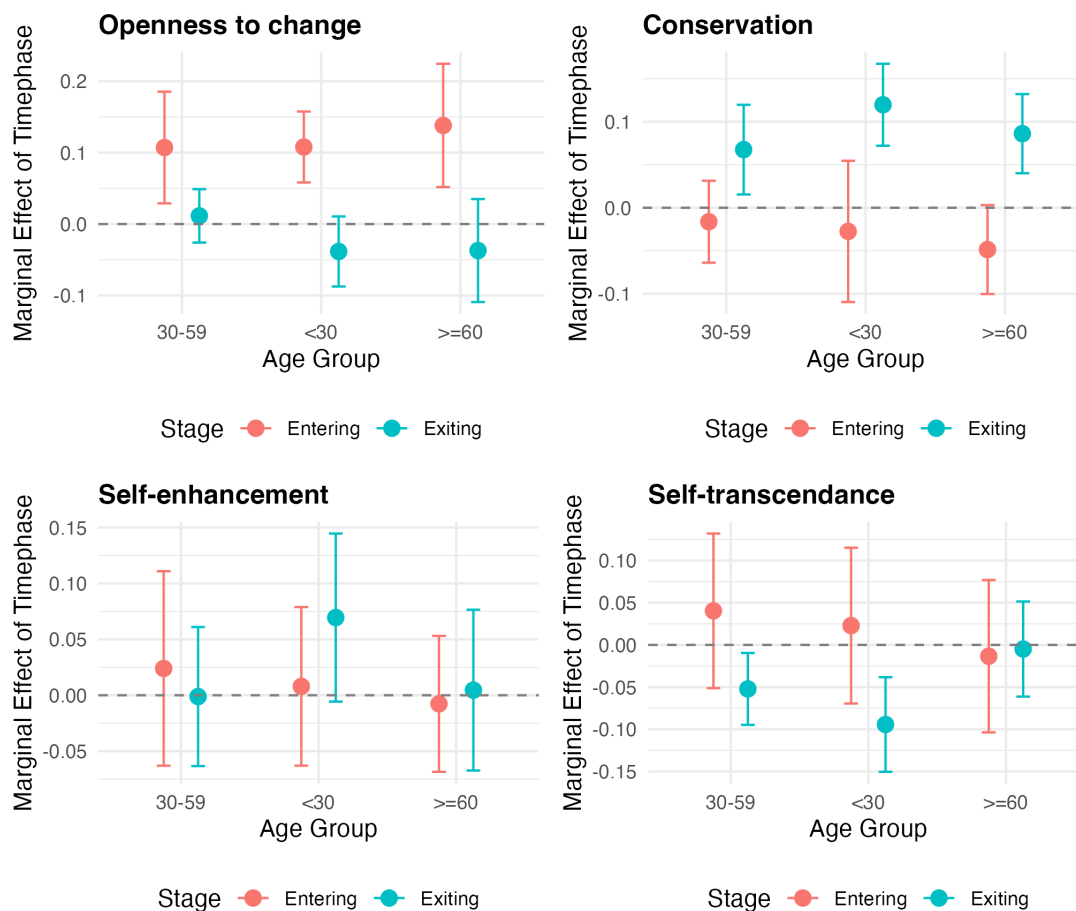 Openness to change
Marginal Effect of Timephase
0.2
0.1
0.0
-0.1
30-59 <30 >=60
Age Group
Stage Entering Exiting
Conservation
Marginal Effect of Timephase
0.1
0.0
-0.1
30-59 <30 >=60
Age Group
Stage Entering Exiting
Self-enhancement
Marginal Effect of Timephase
0.15
0.10
0.05
0.00
-0.05
30-59 <30 >=60
Age Group
Stage Entering Exiting
Self-transcendance
Marginal Effect of Timephase
0.10
0.05
0.00
-0.05
-0.10
-0.15
30-59 <30 >=60
Age Group
Stage Entering Exiting